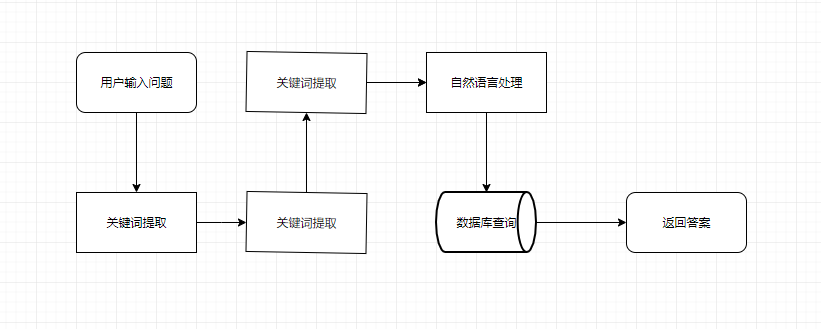 用户输入问题
关键词提取
自然语言处理
关键词提取
关键词提取
数据库查询
返回答案